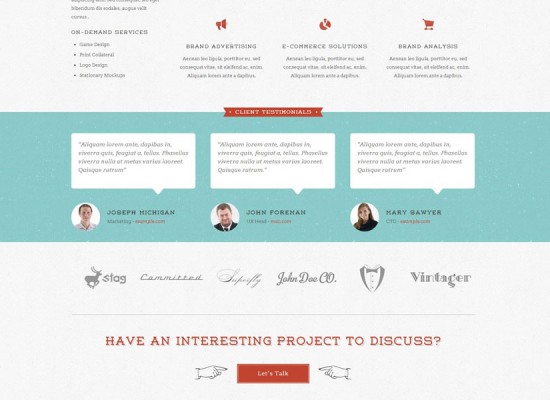 bibendum dis sodales, augue velit
cursus .
ON-DEMAND SERVICES
Game Design
Print Collateral
Logo Design
Stationary Mockups
BRAND ADVERTISING
Aenean leo ligula, porttitor eu, sed
consequat vitae, sit eleifend ac, enim.
Aliquam lorem ante a dapibus.
E-COMMERCE SOLUTIONS
Aenean leo ligula, porttitor eu, sed
consequat vitae, sit eleifend ac, enim.
Aliquam lorem ante a dapibus.
BRAND ANALYSIS
Aenean leo ligula, porttitor eu, sed
consequat vitae, sit eleifend ac, enim.
Aliquam lorem ante a dapibus.
CLIENT TESTIMONIALS
"Aliquam lorem ante, dapibus in,
viverra quis, feugiat a, tellus. Phasellus
viverra nulla ut metus varius laoreet.
Quisque rutrum"
"Aliquam lorem ante, dapibus in,
viverra quis, feugiat a, tellus. Phasellus
viverra nulla ut metus varius laoreet.
Quisque rutrum"
"Aliquam lorem ante, dapibus in,
viverra quis, feugiat a, tellus. Phasellus
viverra nulla ut metus varius laoreet.
Quisque rutrum"
JOSEPH MICHIGAN
Marketing - example.com
JOHN FOREMAN
UX Head -
MARY SAWYER
CTO - example.com
Stag
Committed
Superfly
John Doe CO.
Vintager
HAVE AN INTERESTING PROJECT TO DISCUSS?
Let's Talk